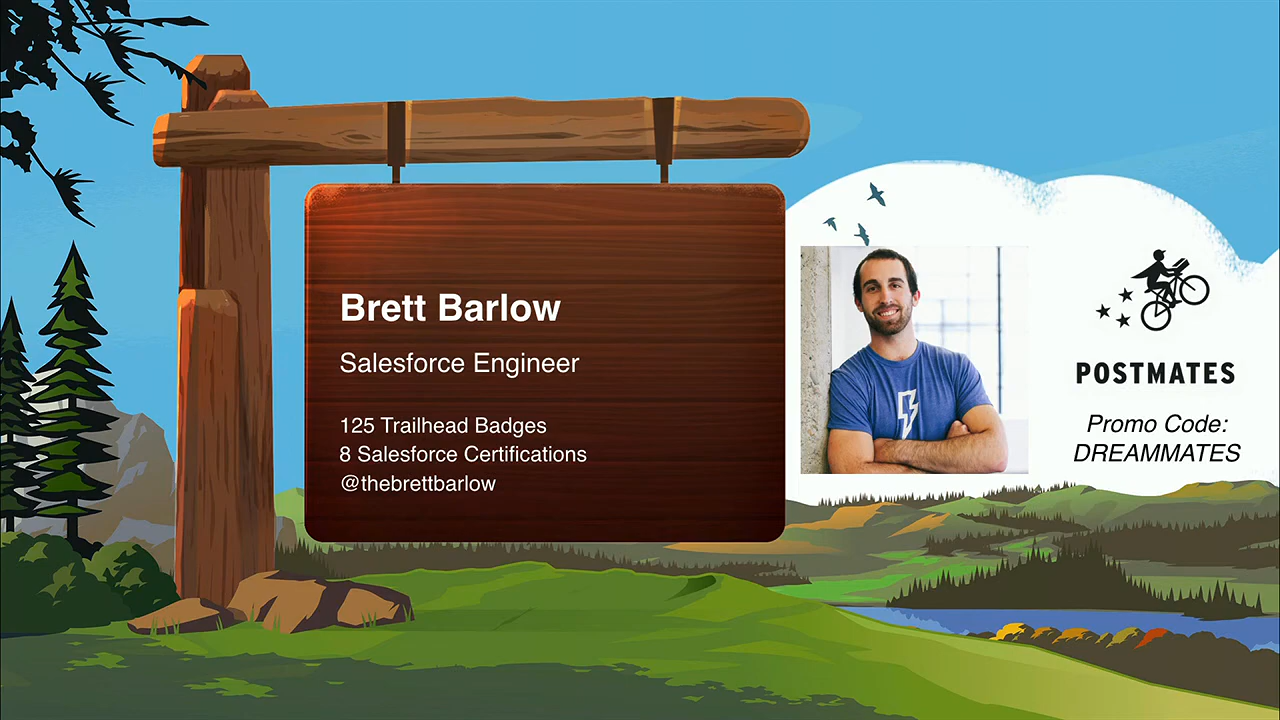 Brett Barlow
Salesforce Engineer
125 Trailhead Badges
8 Salesforce Certifications
@thebrettbarlow
POSTMATES
Promo Code:
DREAMMATES